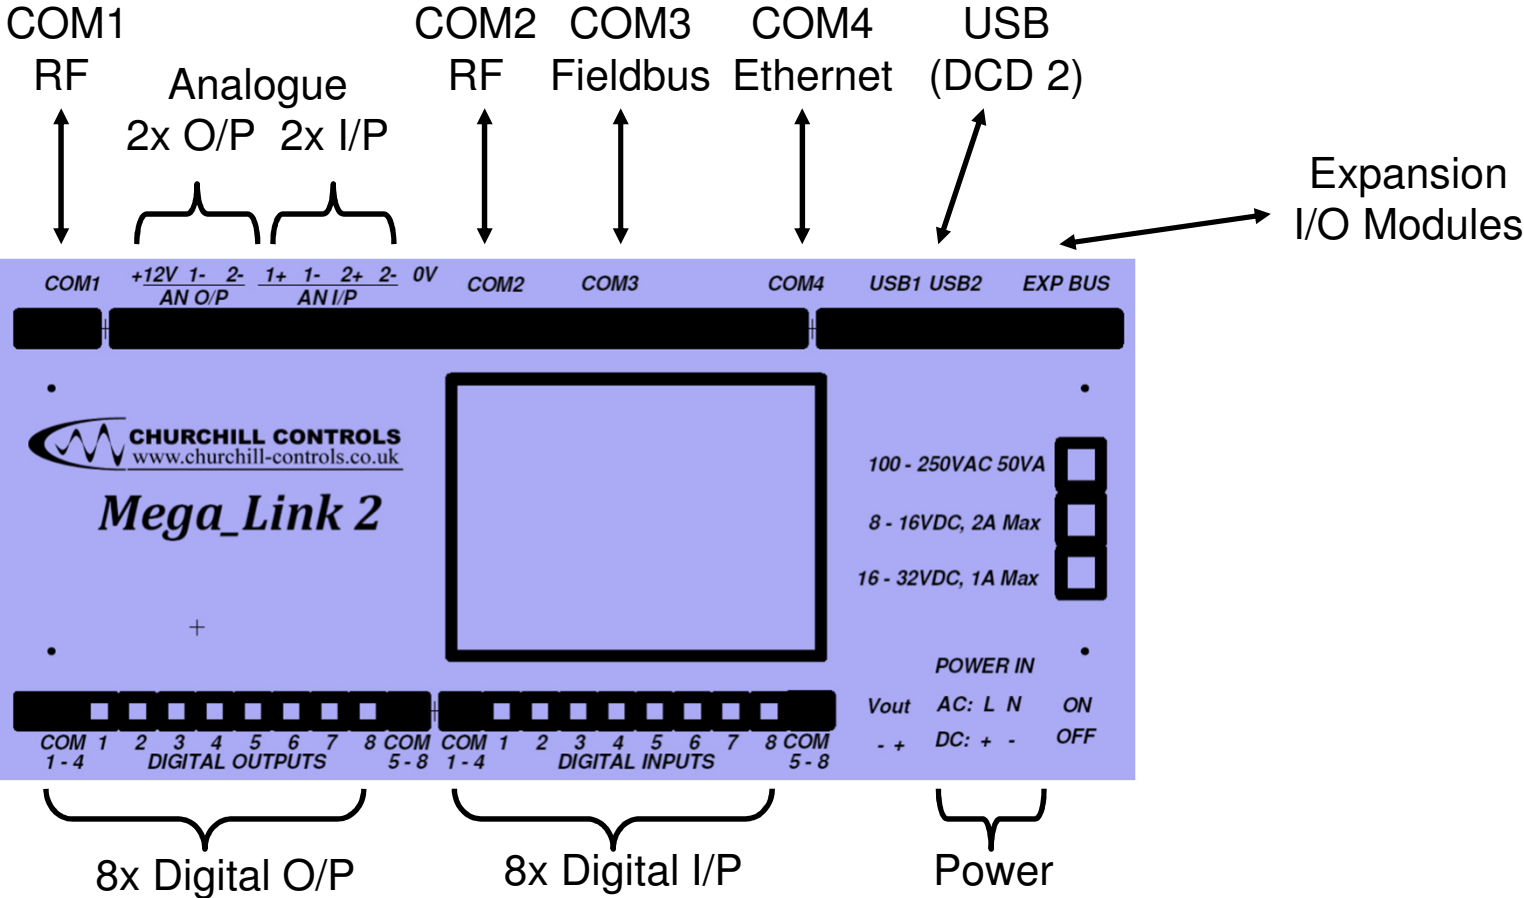 COM1
RF
Analogue
2x O/P 2x I/P
COM2
RF
COM3
Fieldbus
COM4
Ethernet
USB
(DCD 2)
Expansion
I/O Modules
COM1
+12V 1- 2-
AN O/P
1+ 1- 2+ 2- 0V
AN I/P
COM2
COM3
COM4
USB1 USB2
EXP BUS
CHURCHILL CONTROLS
www.churchill-controls.co.uk
Mega_Link 2
100 - 250VAC 50VA
8 - 16VDC, 2A Max
16 - 32VDC, 1A Max
POWER IN
Vout
AC: L N
ON
- +
DC: + -
OFF
COM 1 2 3 4 5 6 7 8 COM
1 - 4 DIGITAL OUTPUTS 5 - 8
COM 1 2 3 4 5 6 7 8 COM
1 - 4 DIGITAL INPUTS 5 - 8
8x Digital O/P
8x Digital I/P
Power